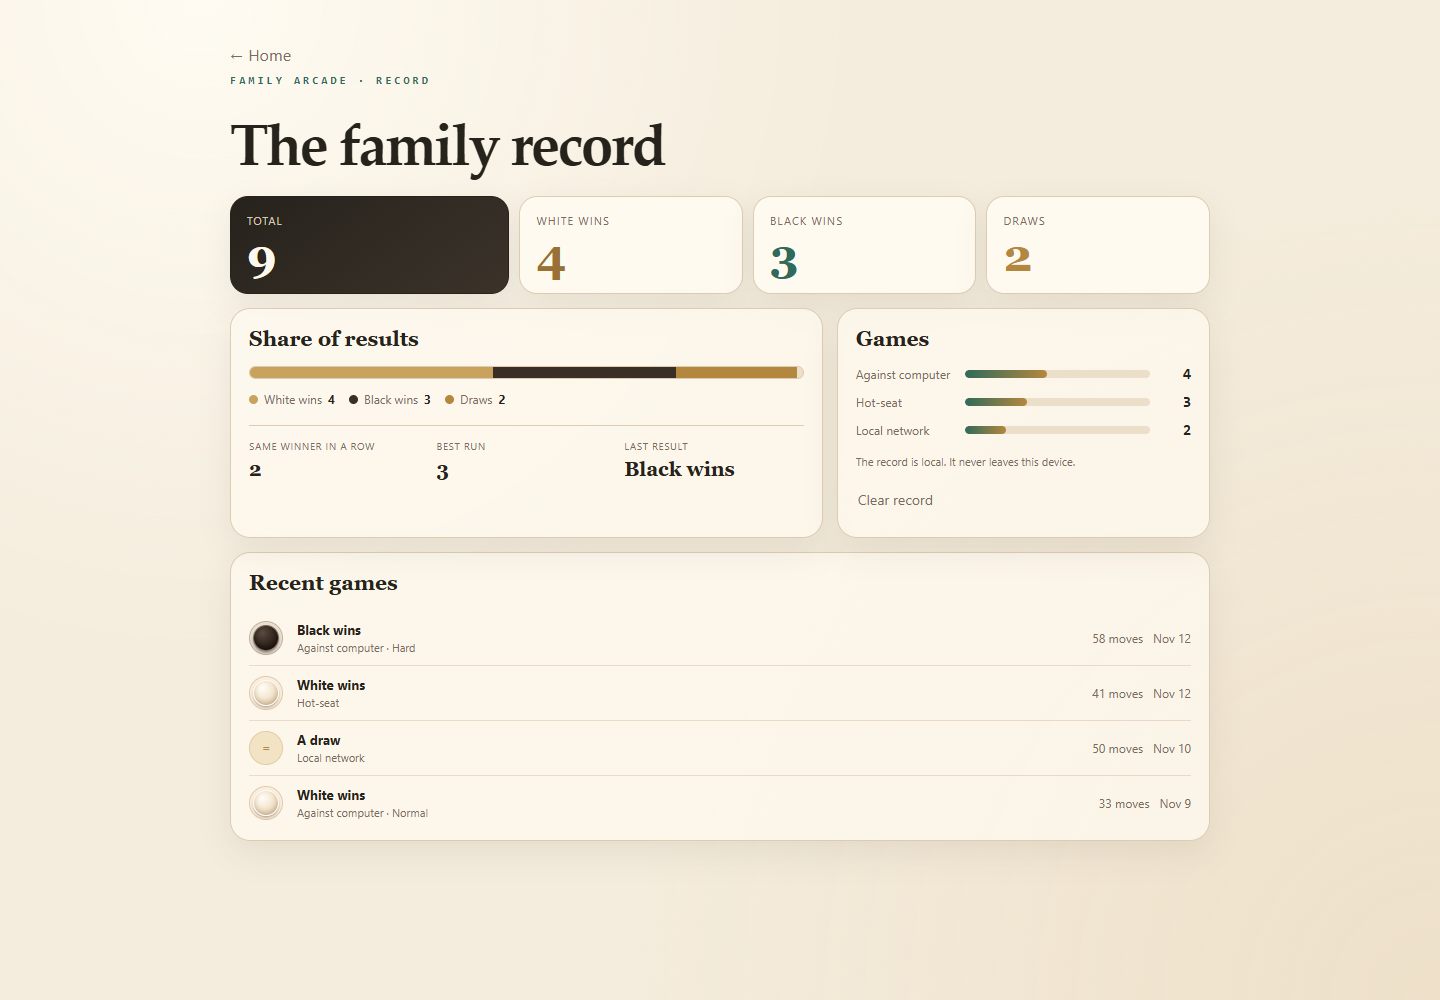 ← Home
FAMILY ARCADE · RECORD
The family record
TOTAL
9
WHITE WINS
4
BLACK WINS
3
DRAWS
2
Share of results
White wins 4 Black wins 3 Draws 2
SAME WINNER IN A ROW
2
BEST RUN
3
LAST RESULT
Black wins
Games
Against computer 4
Hot-seat 3
Local network 2
The record is local. It never leaves this device.
Clear record
Recent games
Black wins
Against computer · Hard
58 moves Nov 12
White wins
Hot-seat
41 moves Nov 12
=
A draw
Local network
50 moves Nov 10
White wins
Against computer · Normal
33 moves Nov 9